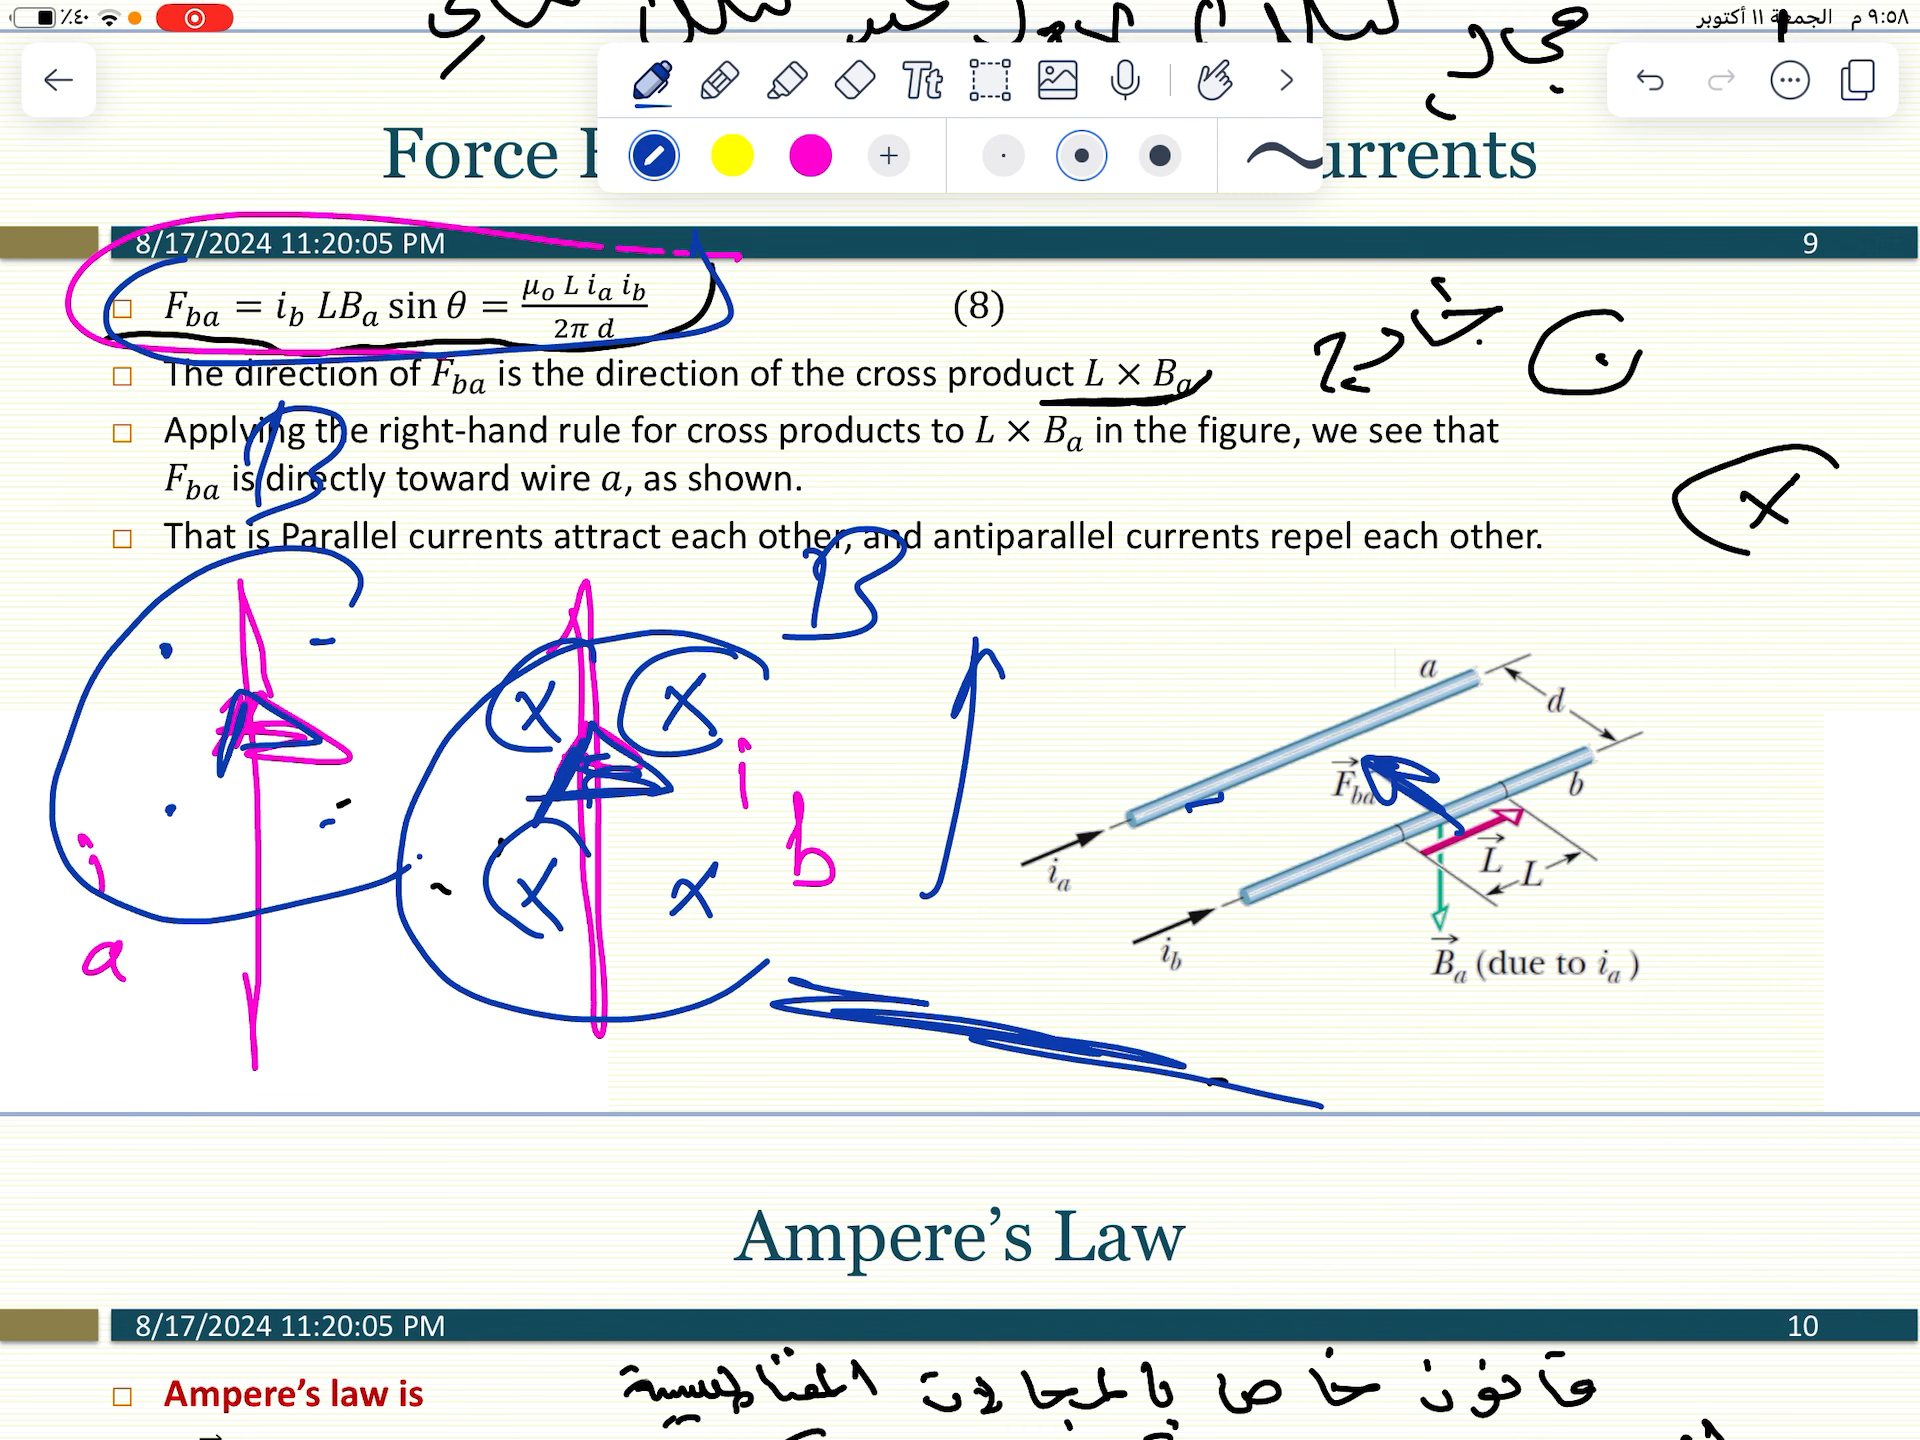 ٪٤٠
٩:٥٨ م الجمعة ١١ أكتوبر
Tt
Force
urrents
8/17/2024 11:20:05 PM 9
F_ba = i_b LB_a sin θ = μ_o L i_a i_b / 2π d (8)
خارج
The direction of F_ba is the direction of the cross product L × B_a
Applying the right-hand rule for cross products to L × B_a in the figure, we see that
F_ba is directly toward wire a, as shown.
x
That is Parallel currents attract each other, and antiparallel currents repel each other.
B
B
x x
x x
i
b
i
a
a
d
F_ba
b
L
L
i_a
i_b
B_a (due to i_a)
Ampere’s Law
8/17/2024 11:20:05 PM 10
Ampere’s law is
قانون خاص بالمجالات المغناطيسية